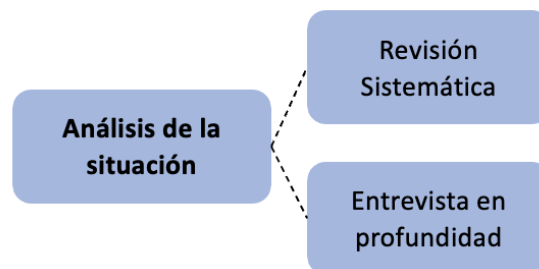 Análisis de la
situación
Revisión
Sistemática
Entrevista en
profundidad